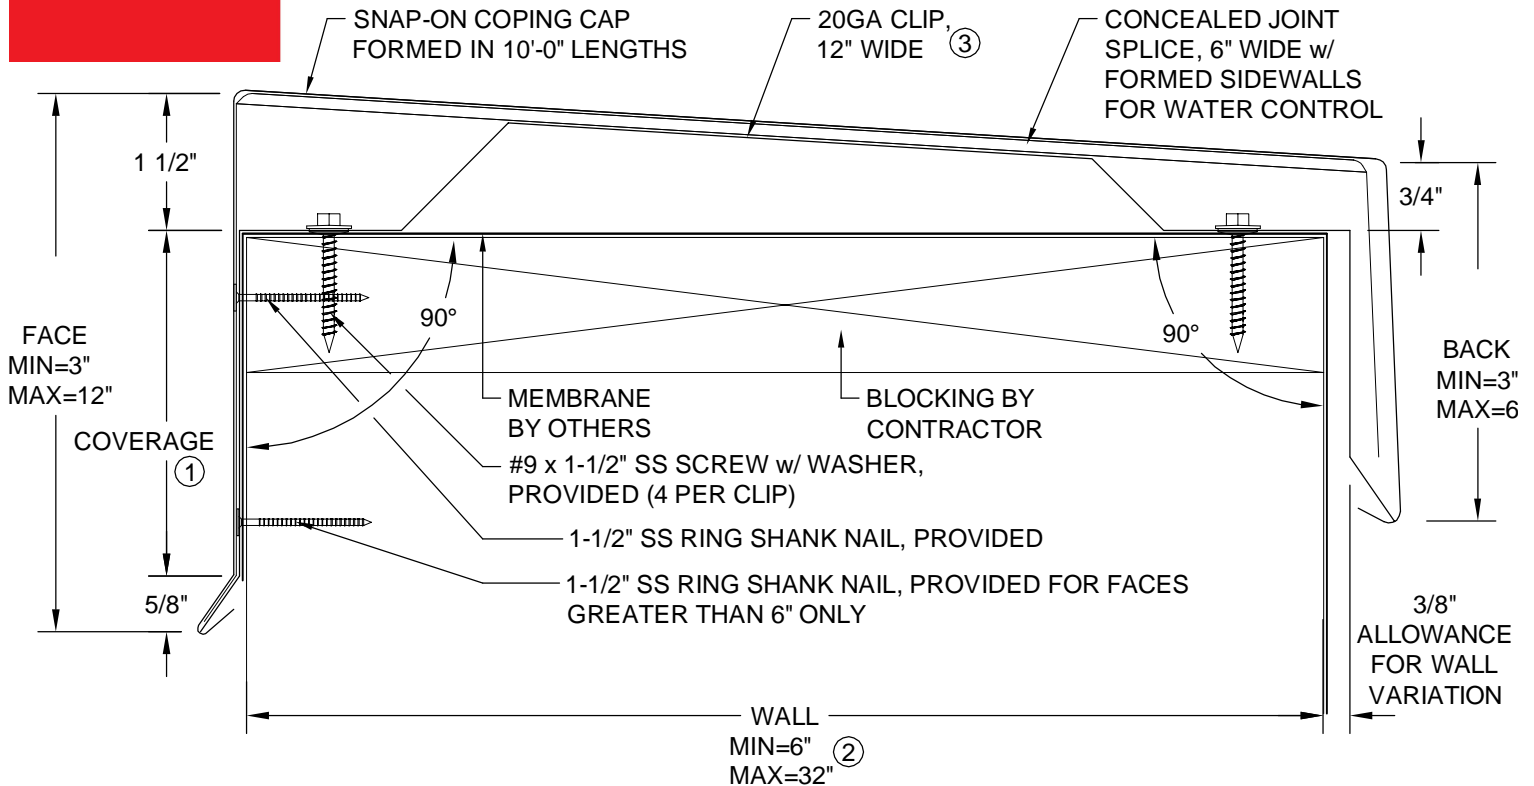 SNAP-ON COPING CAP
FORMED IN 10'-0" LENGTHS
20GA CLIP,
12" WIDE 3
CONCEALED JOINT
SPLICE, 6" WIDE w/
FORMED SIDEWALLS
FOR WATER CONTROL
1 1/2"
3/4"
FACE
MIN=3"
MAX=12"
90°
90°
BACK
MIN=3"
MAX=6
COVERAGE
1
MEMBRANE
BY OTHERS
BLOCKING BY
CONTRACTOR
#9 x 1-1/2" SS SCREW w/ WASHER,
PROVIDED (4 PER CLIP)
1-1/2" SS RING SHANK NAIL, PROVIDED
1-1/2" SS RING SHANK NAIL, PROVIDED FOR FACES
GREATER THAN 6" ONLY
5/8"
3/8"
ALLOWANCE
FOR WALL
VARIATION
WALL
MIN=6" 2
MAX=32"